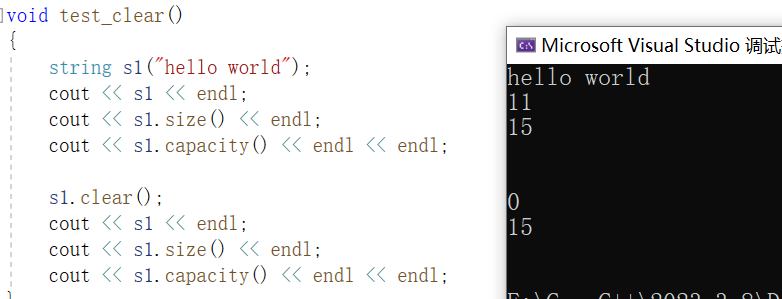 void test_clear()
{
string s1("hello world");
cout << s1 << endl;
cout << s1.size() << endl;
cout << s1.capacity() << endl << endl;
s1.clear();
cout << s1 << endl;
cout << s1.size() << endl;
cout << s1.capacity() << endl << endl;
Microsoft Visual Studio 调试
hello world
11
15
0
15